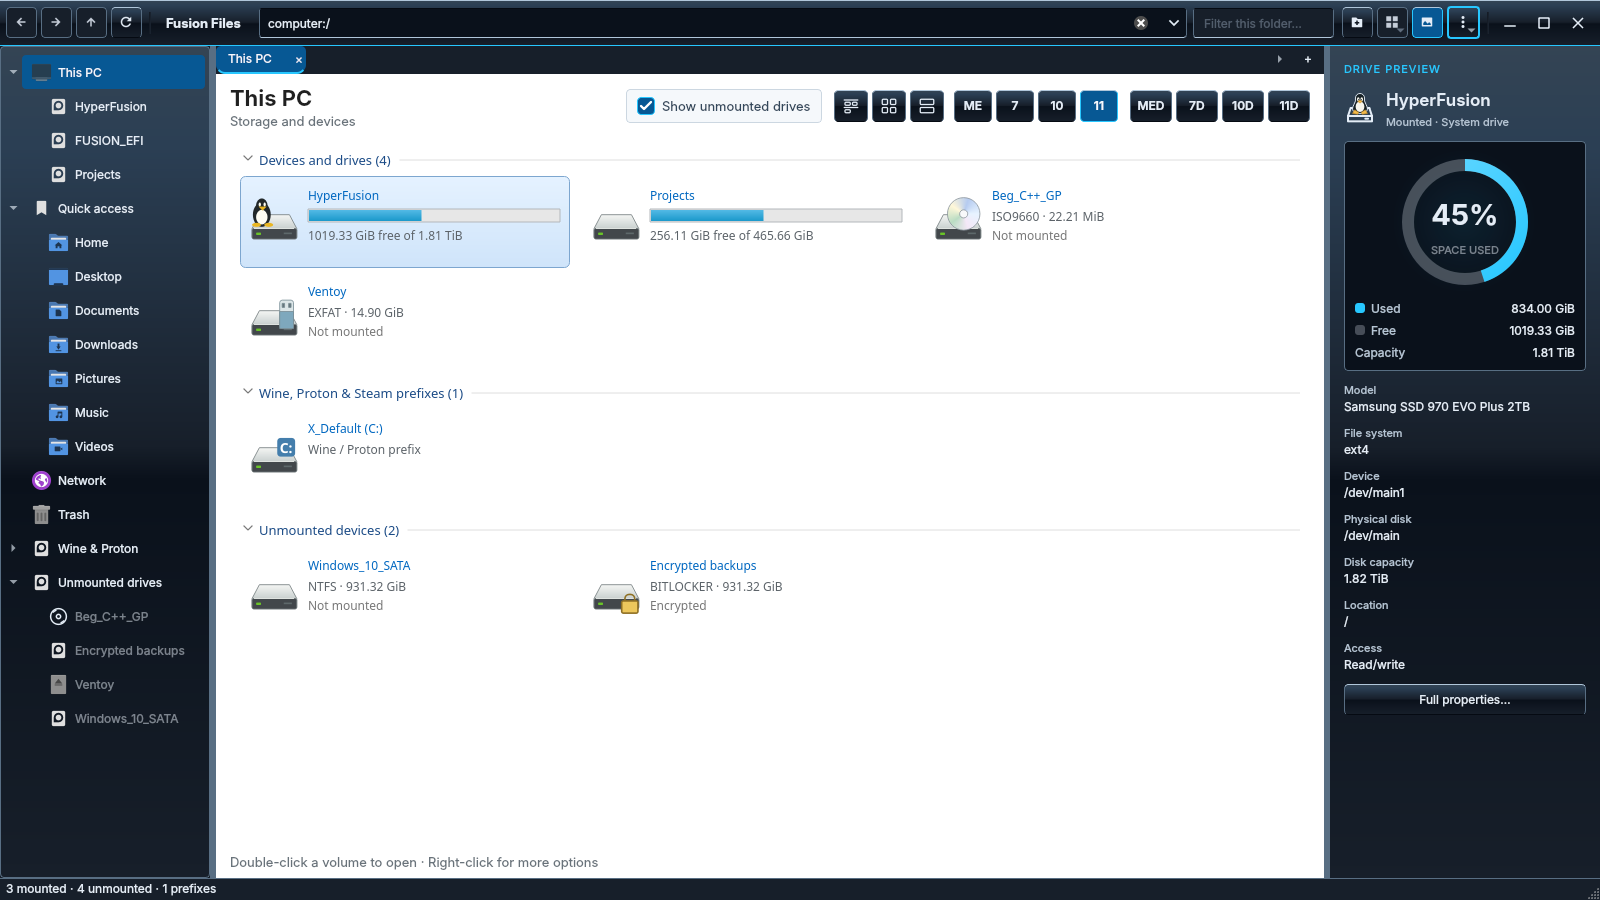 Fusion Files
computer:/
Filter this folder...
This PC
HyperFusion
FUSION_EFI
Projects
Quick access
Home
Desktop
Documents
Downloads
Pictures
Music
Videos
Network
Trash
Wine & Proton
Unmounted drives
Beg_C++_GP
Encrypted backups
Ventoy
Windows_10_SATA
This PC
This PC
Storage and devices
Show unmounted drives
ME 7 10 11 MED 7D 10D 11D
Devices and drives (4)
HyperFusion
1019.33 GiB free of 1.81 TiB
Projects
256.11 GiB free of 465.66 GiB
Beg_C++_GP
ISO9660 · 22.21 MiB
Not mounted
Ventoy
EXFAT · 14.90 GiB
Not mounted
Wine, Proton & Steam prefixes (1)
C:
X_Default (C:)
Wine / Proton prefix
Unmounted devices (2)
Windows_10_SATA
NTFS · 931.32 GiB
Not mounted
Encrypted backups
BITLOCKER · 931.32 GiB
Encrypted
Double-click a volume to open · Right-click for more options
DRIVE PREVIEW
HyperFusion
Mounted · System drive
45%
SPACE USED
Used 834.00 GiB
Free 1019.33 GiB
Capacity 1.81 TiB
Model
Samsung SSD 970 EVO Plus 2TB
File system
ext4
Device
/dev/main1
Physical disk
/dev/main
Disk capacity
1.82 TiB
Location
/
Access
Read/write
Full properties...
3 mounted · 4 unmounted · 1 prefixes